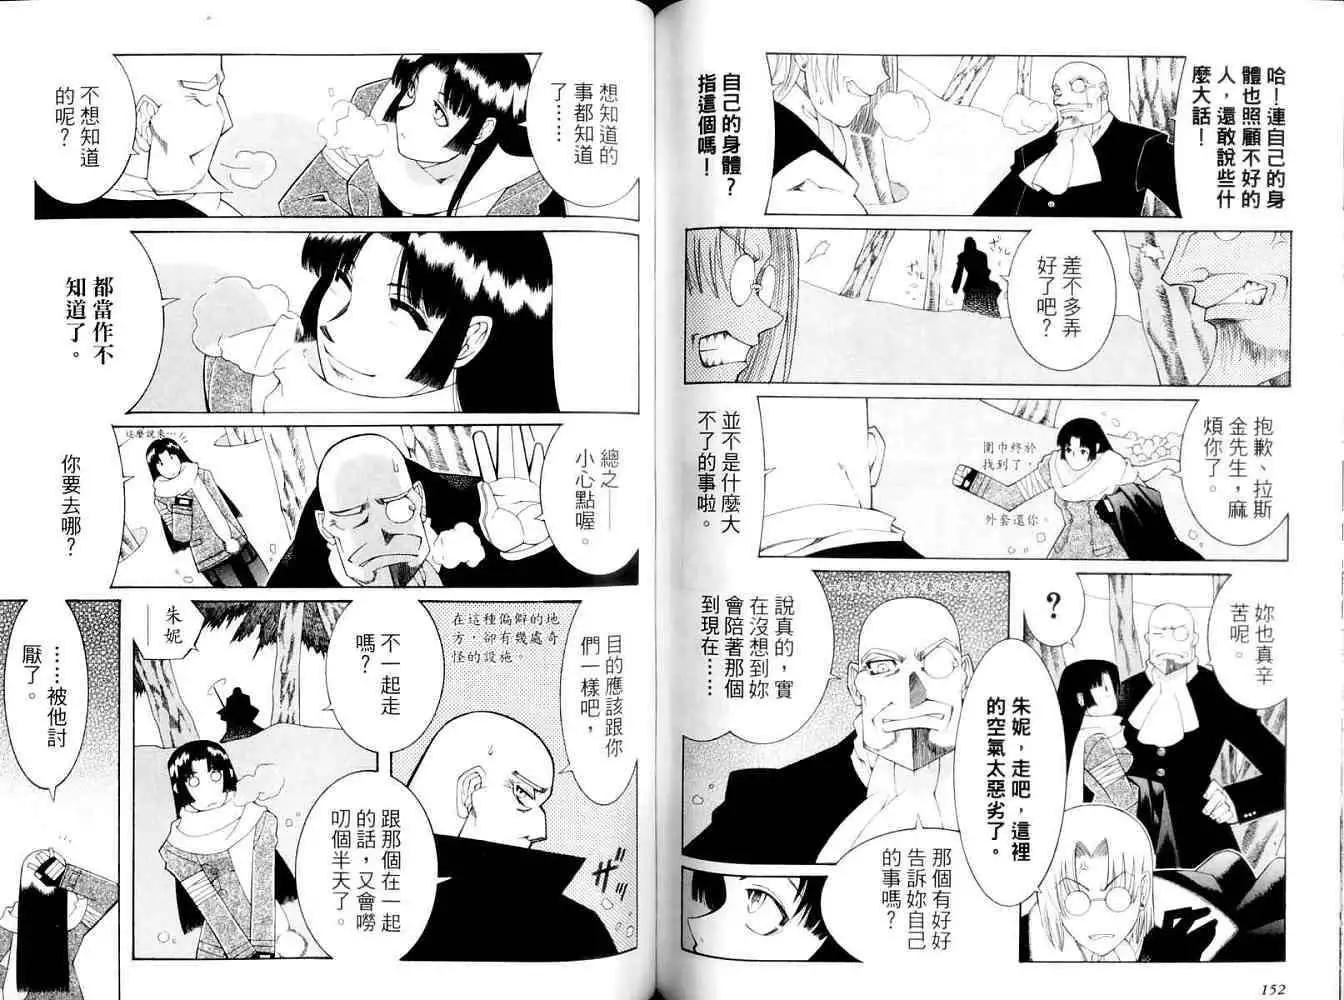 哈！連自己的身
體也照顧不好的
人，還敢說些什
麼大話！
自己的身體？
指這個嗎！
差不多弄
好了吧？
ざく
ざく
抱歉、拉斯
金先生，麻
煩你了。
圍巾終於
找到了，
外套還你。
並不是什麼大
不了的事啦。
妳也真辛
苦呢。
？
朱妮，走吧，這裡
的空氣太惡劣了。
說真的，實
在沒想到妳
會陪著那個
到現在……
那個有好好
告訴妳自己
的事嗎？
152
想知道的
事都知道
了……
不想知道
的呢？
都當作不
知道了。
總之——
小心點喔。
這麼說來…
你要去哪？
目的應該跟你
們一樣吧，
在這種偏僻的地
方，卻有幾處奇
怪的設施。
不一起走
嗎？
跟那個在一起
的話，又會嘮
叨個半天了。
——朱妮
……被他討
厭了。